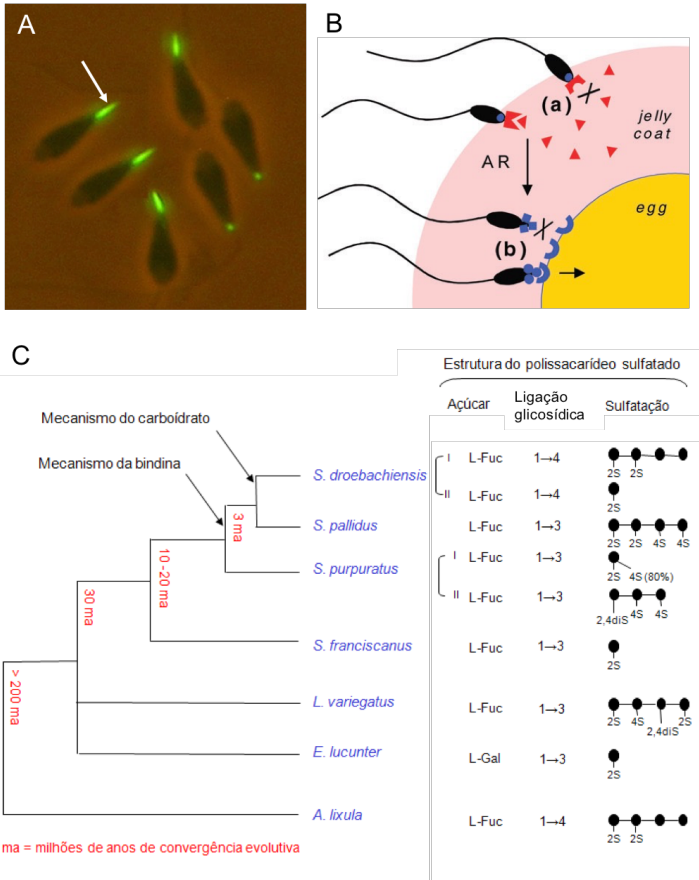 A
B
(a)
jelly
coat
AR
egg
(b)
C
Estrutura do polissacarídeo sulfatado
Açúcar
Ligação
glicosídica
Sulfatação
Mecanismo do carboídrato
Mecanismo da bindina
3 ma
10 - 20 ma
30 ma
> 200 ma
S. droebachiensis
I L-Fuc 1→4
2S 2S
II L-Fuc 1→4
2S
S. pallidus L-Fuc 1→3
2S 2S 4S 4S
S. purpuratus
I L-Fuc 1→3
2S 4S (80%)
II L-Fuc 1→3
2,4diS 4S 4S
S. franciscanus L-Fuc 1→3
2S
L. variegatus L-Fuc 1→3
2S 4S 2,4diS 2S
E. lucunter L-Gal 1→3
2S
A. lixula L-Fuc 1→4
2S 2S
ma = milhões de anos de convergência evolutiva